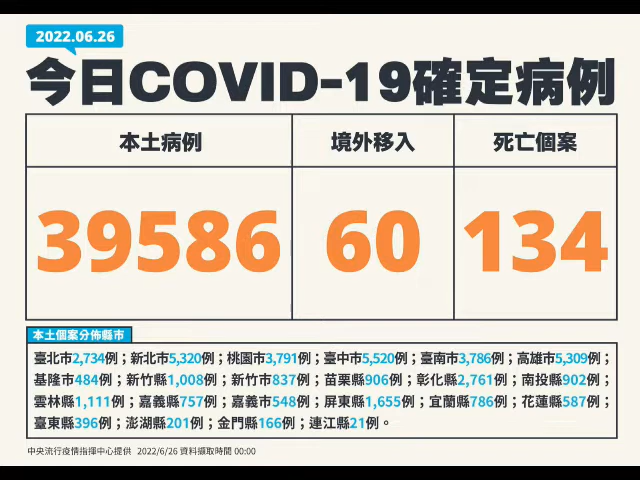 2022.06.26
今日COVID-19確定病例
本土病例 境外移入 死亡個案
39586 60 134
本土個案分佈縣市
臺北市2,734例；新北市5,320例；桃園市3,791例；臺中市5,520例；臺南市3,786例；高雄市5,309例；
基隆市484例；新竹縣1,008例；新竹市837例；苗栗縣906例；彰化縣2,761例；南投縣902例；
雲林縣1,111例；嘉義縣757例；嘉義市548例；屏東縣1,655例；宜蘭縣786例；花蓮縣587例；
臺東縣396例；澎湖縣201例；金門縣166例；連江縣21例。
中央流行疫情指揮中心提供 2022/6/26 資料擷取時間 00:00